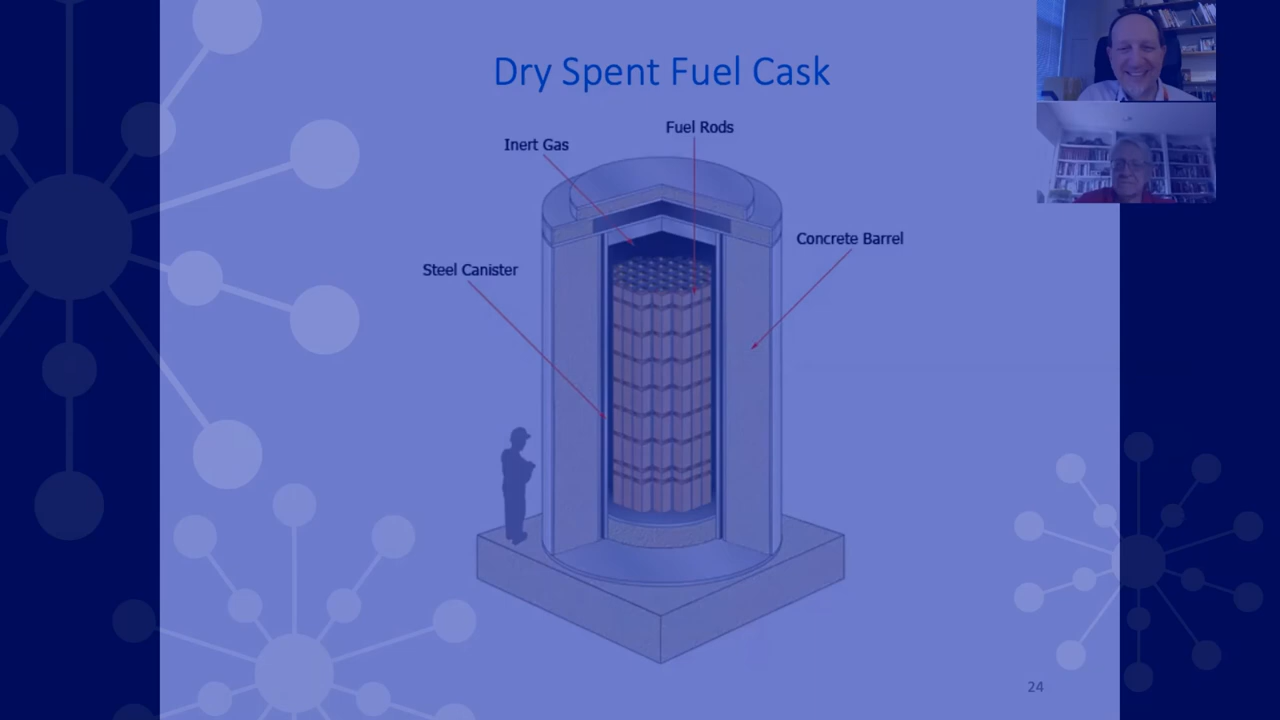 Dry Spent Fuel Cask
Fuel Rods
Inert Gas
Concrete Barrel
Steel Canister
24